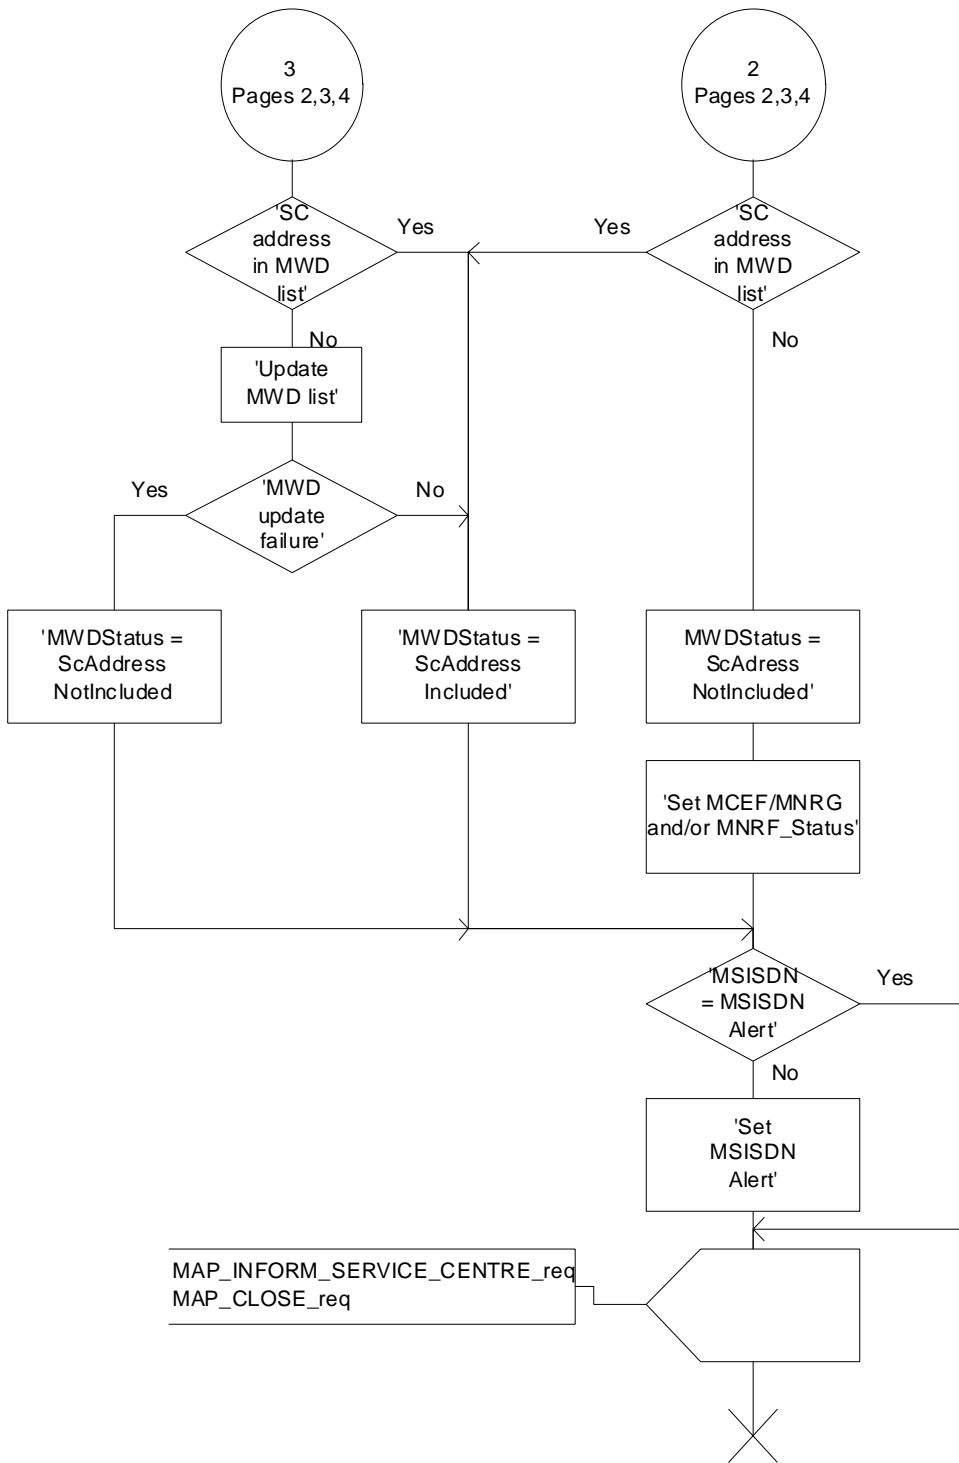 3
Pages 2,3,4
2
Pages 2,3,4
'SC
address
in MWD
list'
Yes
Yes
'SC
address
in MWD
list'
No
No
'Update
MWD list'
Yes
'MWD
update
failure'
No
'MWDStatus =
ScAddress
NotIncluded
'MWDStatus =
ScAddress
Included'
MWDStatus =
ScAdress
NotIncluded'
'Set MCEF/MNRG
and/or MNRF_Status'
'MSISDN
= MSISDN
Alert'
Yes
No
'Set
MSISDN
Alert'
MAP_INFORM_SERVICE_CENTRE_req
MAP_CLOSE_req